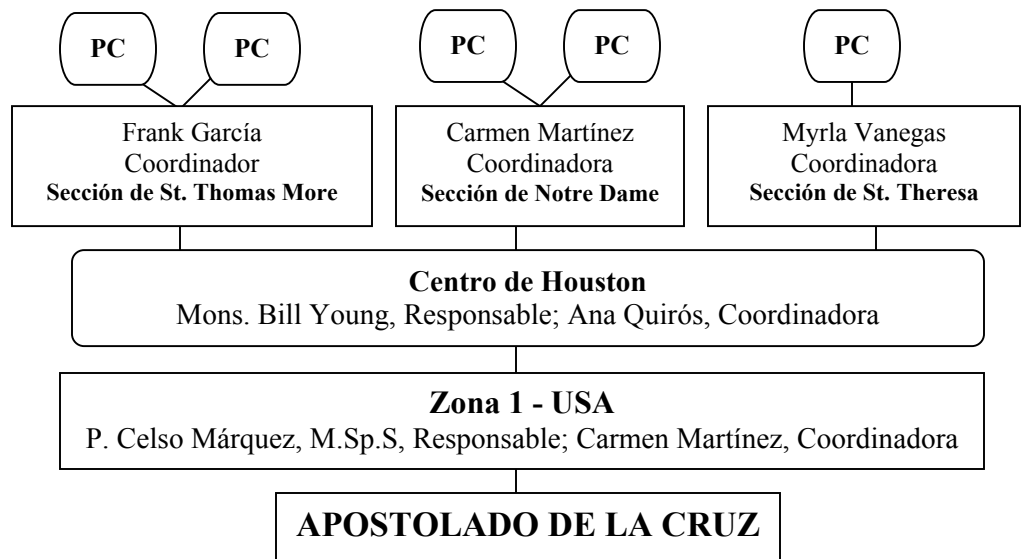 PC
PC
PC
PC
PC
Frank García
Coordinador
Sección de St. Thomas More
Carmen Martínez
Coordinadora
Sección de Notre Dame
Myrla Vanegas
Coordinadora
Sección de St. Theresa
Centro de Houston
Mons. Bill Young, Responsable; Ana Quirós, Coordinadora
Zona 1 - USA
P. Celso Márquez, M.Sp.S, Responsable; Carmen Martínez, Coordinadora
APOSTOLADO DE LA CRUZ